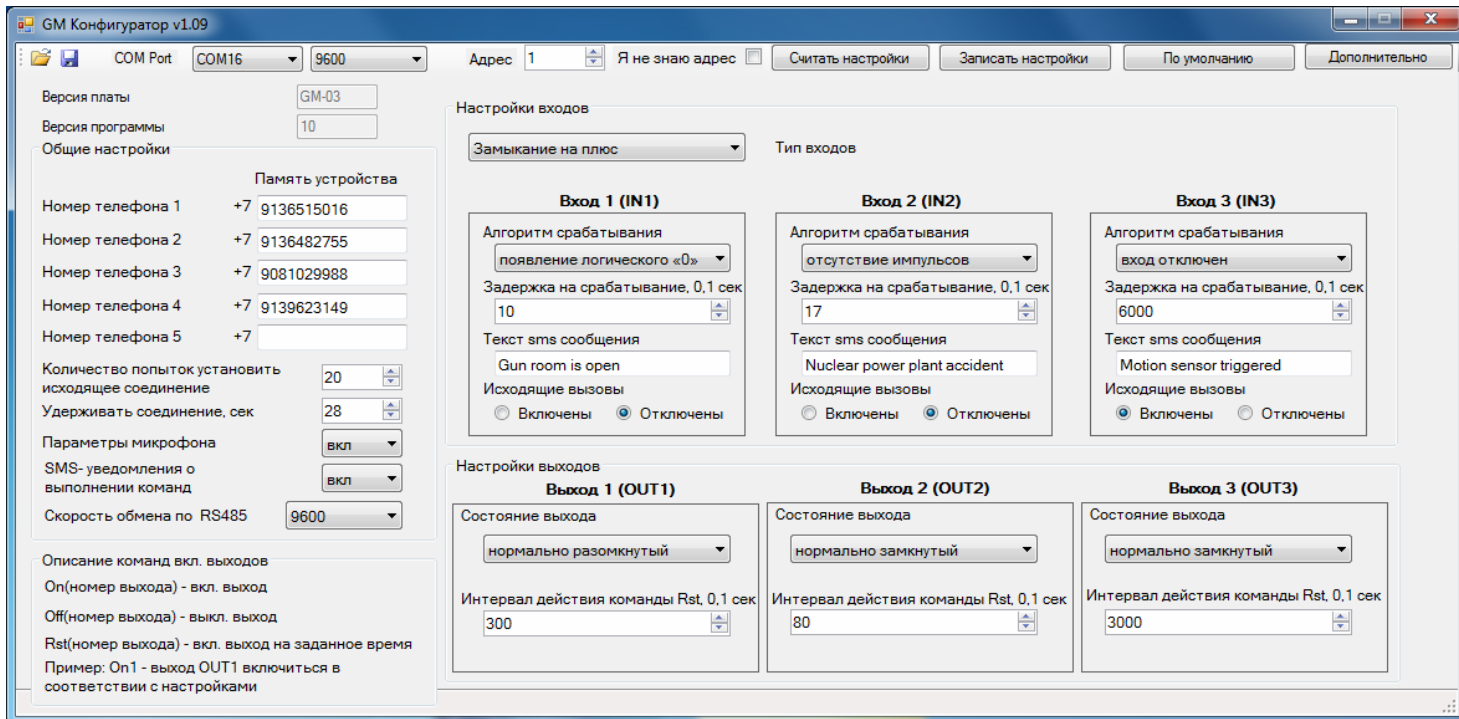 GM Конфигуратор v1.09
COM Port COM16 9600 Адрес 1 Я не знаю адрес Считать настройки Записать настройки По умолчанию Дополнительно
Версия платы GM-03
Версия программы 10
Общие настройки
Память устройства
Номер телефона 1 +7 9136515016
Номер телефона 2 +7 9136482755
Номер телефона 3 +7 9081029988
Номер телефона 4 +7 9139623149
Номер телефона 5 +7
Количество попыток установить
исходящее соединение 20
Удерживать соединение, сек 28
Параметры микрофона вкл
SMS- уведомления о
выполнении команд вкл
Скорость обмена по RS485 9600
Описание команд вкл. выходов
On(номер выхода) - вкл. выход
Off(номер выхода) - выкл. выход
Rst(номер выхода) - вкл. выход на заданное время
Пример: On1 - выход OUT1 включиться в
соответствии с настройками
Настройки входов
Замыкание на плюс Тип входов
Вход 1 (IN1)
Алгоритм срабатывания
появление логического «0»
Задержка на срабатывание, 0,1 сек
10
Текст sms сообщения
Gun room is open
Исходящие вызовы
Включены Отключены
Вход 2 (IN2)
Алгоритм срабатывания
отсутствие импульсов
Задержка на срабатывание, 0,1 сек
17
Текст sms сообщения
Nuclear power plant accident
Исходящие вызовы
Включены Отключены
Вход 3 (IN3)
Алгоритм срабатывания
вход отключен
Задержка на срабатывание, 0,1 сек
6000
Текст sms сообщения
Motion sensor triggered
Исходящие вызовы
Включены Отключены
Настройки выходов
Выход 1 (OUT1)
Состояние выхода
нормально разомкнутый
Интервал действия команды Rst, 0,1 сек
300
Выход 2 (OUT2)
Состояние выхода
нормально замкнутый
Интервал действия команды Rst, 0,1 сек
80
Выход 3 (OUT3)
Состояние выхода
нормально замкнутый
Интервал действия команды Rst, 0,1 сек
3000